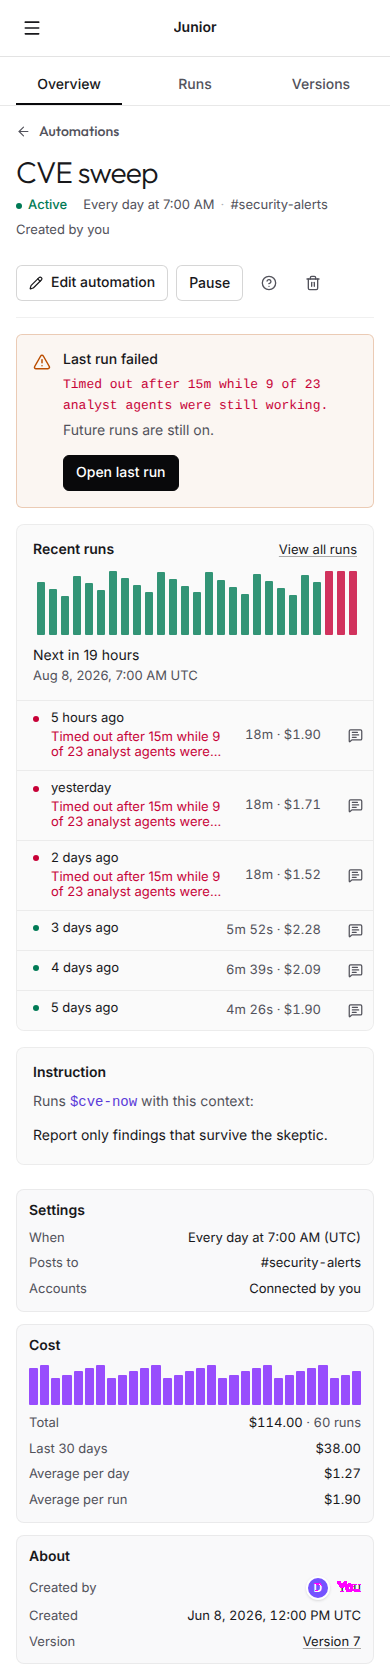 Junior
Overview
Runs
Versions
Automations
CVE sweep
Active Every day at 7:00 AM · #security-alerts
Created by you
Edit automation
Pause
Last run failed
Timed out after 15m while 9 of 23
analyst agents were still working.
Future runs are still on.
Open last run
Recent runs
View all runs
Next in 19 hours
Aug 8, 2026, 7:00 AM UTC
5 hours ago
Timed out after 15m while 9
of 23 analyst agents were...
18m · $1.90
yesterday
Timed out after 15m while 9
of 23 analyst agents were...
18m · $1.71
2 days ago
Timed out after 15m while 9
of 23 analyst agents were...
18m · $1.52
3 days ago
5m 52s · $2.28
4 days ago
6m 39s · $2.09
5 days ago
4m 26s · $1.90
Instruction
Runs $cve-now with this context:
Report only findings that survive the skeptic.
Settings
When Every day at 7:00 AM (UTC)
Posts to #security-alerts
Accounts Connected by you
Cost
Total $114.00 · 60 runs
Last 30 days $38.00
Average per day $1.27
Average per run $1.90
About
Created by
Created Jun 8, 2026, 12:00 PM UTC
Version Version 7